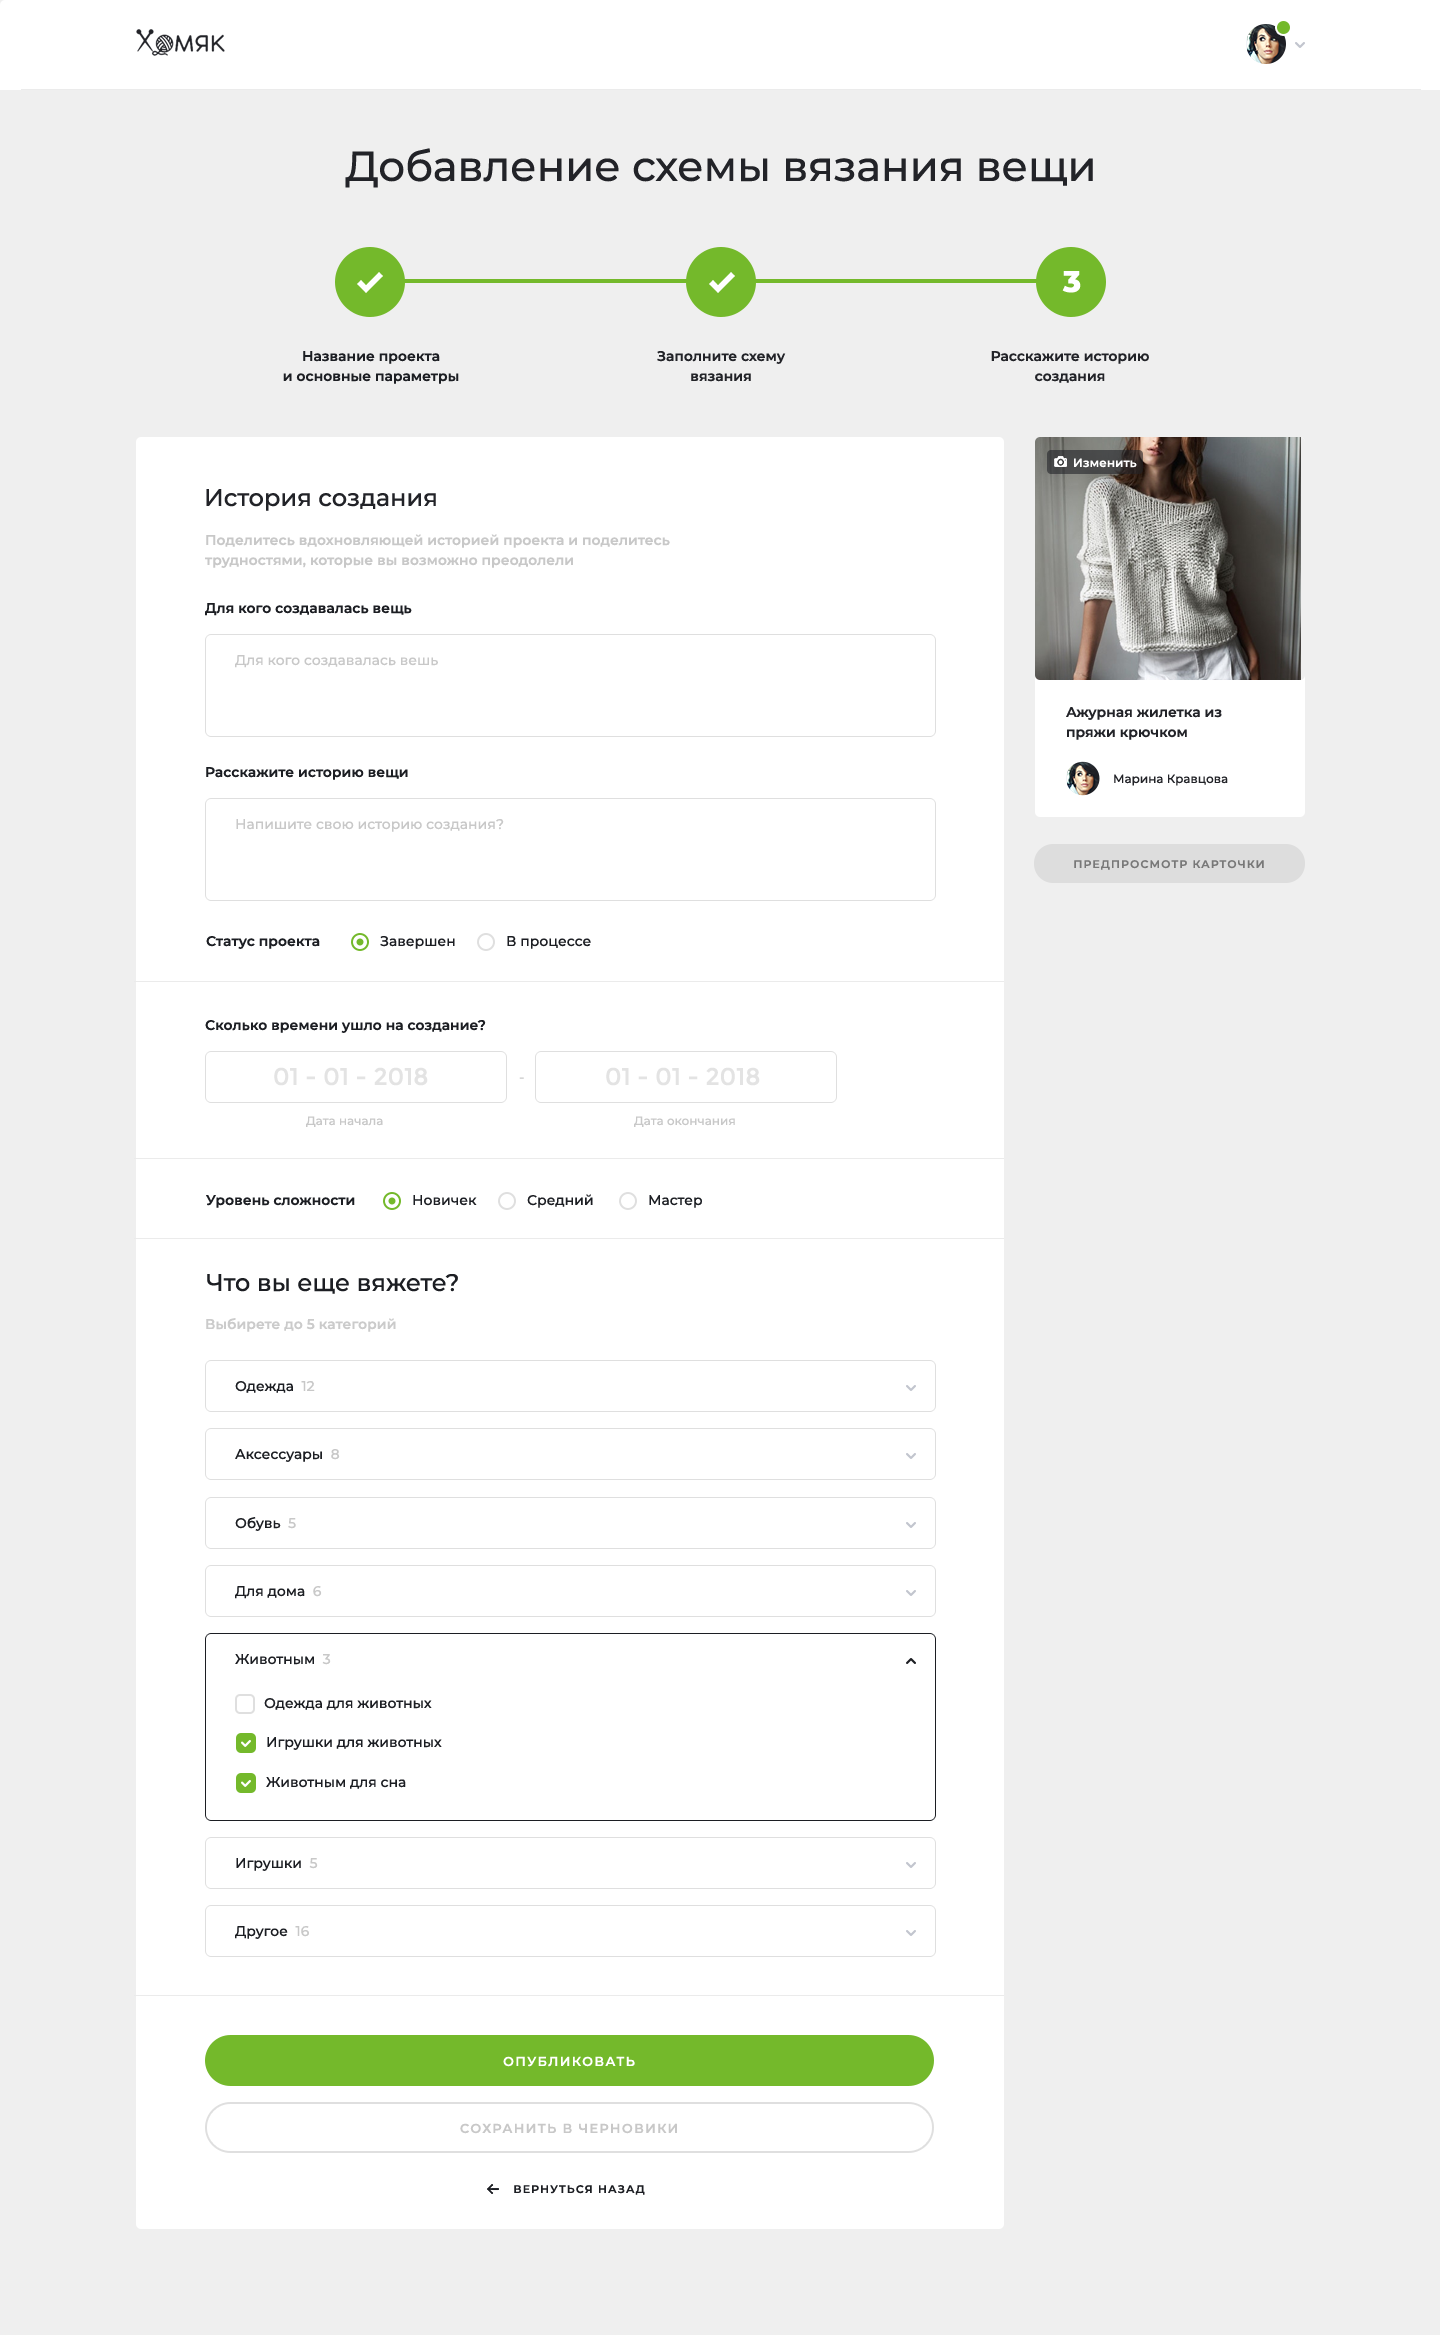 Хомяк
Добавление схемы вязания вещи
3
Название проекта
и основные параметры
Заполните схему
вязания
Расскажите историю
создания
История создания
Поделитесь вдохновляющей историей проекта и поделитесь
трудностями, которые вы возможно преодолели
Для кого создавалась вещь
Для кого создавалась вешь
Расскажите историю вещи
Напишите свою историю создания?
Статус проекта
Завершен
В процессе
Сколько времени ушло на создание?
01 - 01 - 2018
-
01 - 01 - 2018
Дата начала
Дата окончания
Уровень сложности
Новичек
Средний
Мастер
Что вы еще вяжете?
Выбирете до 5 категорий
Одежда 12
Аксессуары 8
Обувь 5
Для дома 6
Животным 3
Одежда для животных
Игрушки для животных
Животным для сна
Игрушки 5
Другое 16
ОПУБЛИКОВАТЬ
СОХРАНИТЬ В ЧЕРНОВИКИ
ВЕРНУТЬСЯ НАЗАД
Изменить
Ажурная жилетка из
пряжи крючком
Марина Кравцова
ПРЕДПРОСМОТР КАРТОЧКИ